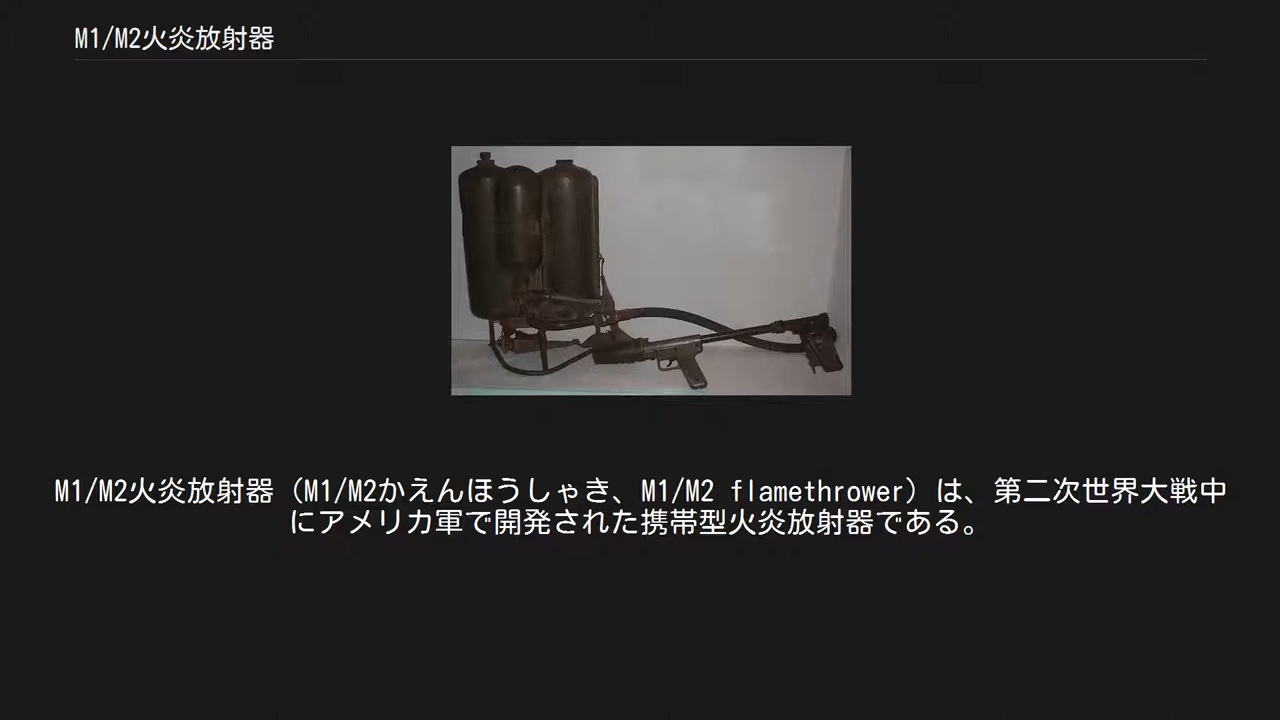 M1/M2火炎放射器
M1/M2火炎放射器（M1/M2かえんほうしゃき、M1/M2 flamethrower）は、第二次世界大戦中
にアメリカ軍で開発された携帯型火炎放射器である。